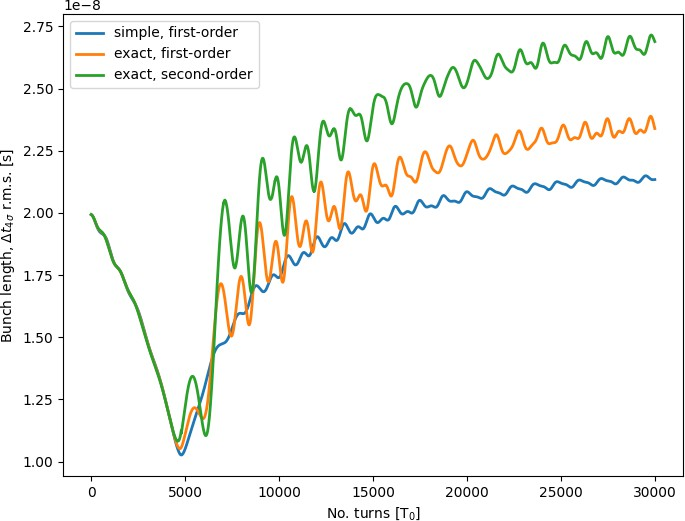 1e−8
simple, first-order
exact, first-order
exact, second-order
2.75
2.50
2.25
2.00
1.75
1.50
1.25
1.00
Bunch length, Δt4σ r.m.s. [s]
0 5000 10000 15000 20000 25000 30000
No. turns [T0]